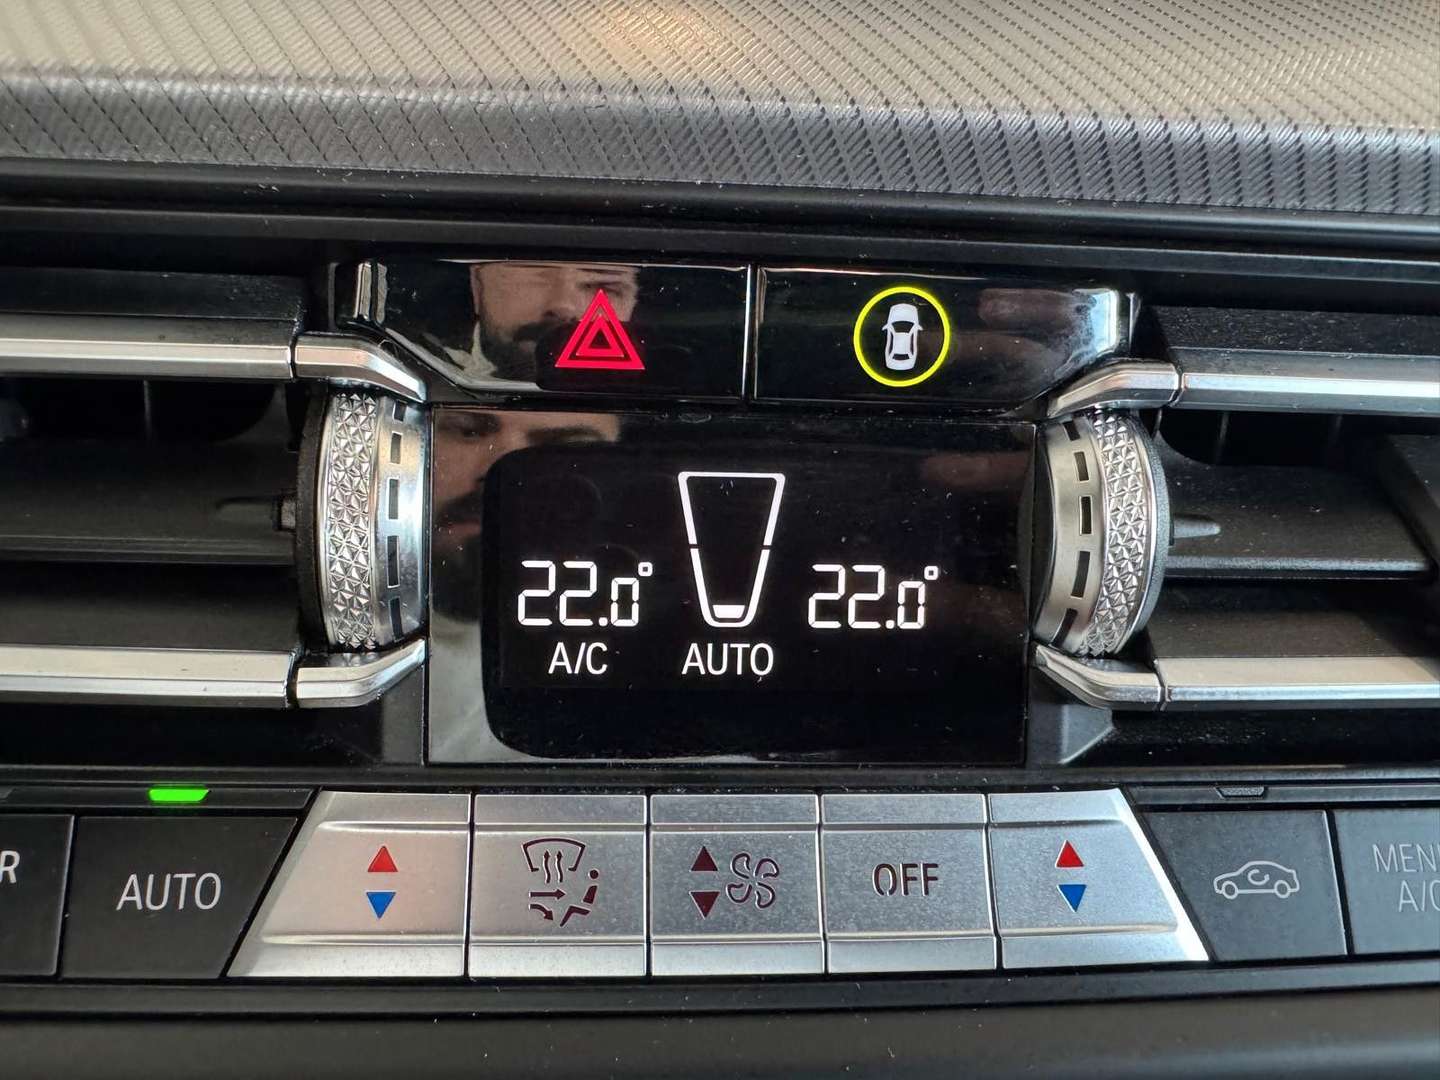 22.0° 22.0°
A/C AUTO
R AUTO OFF MENU
A/C